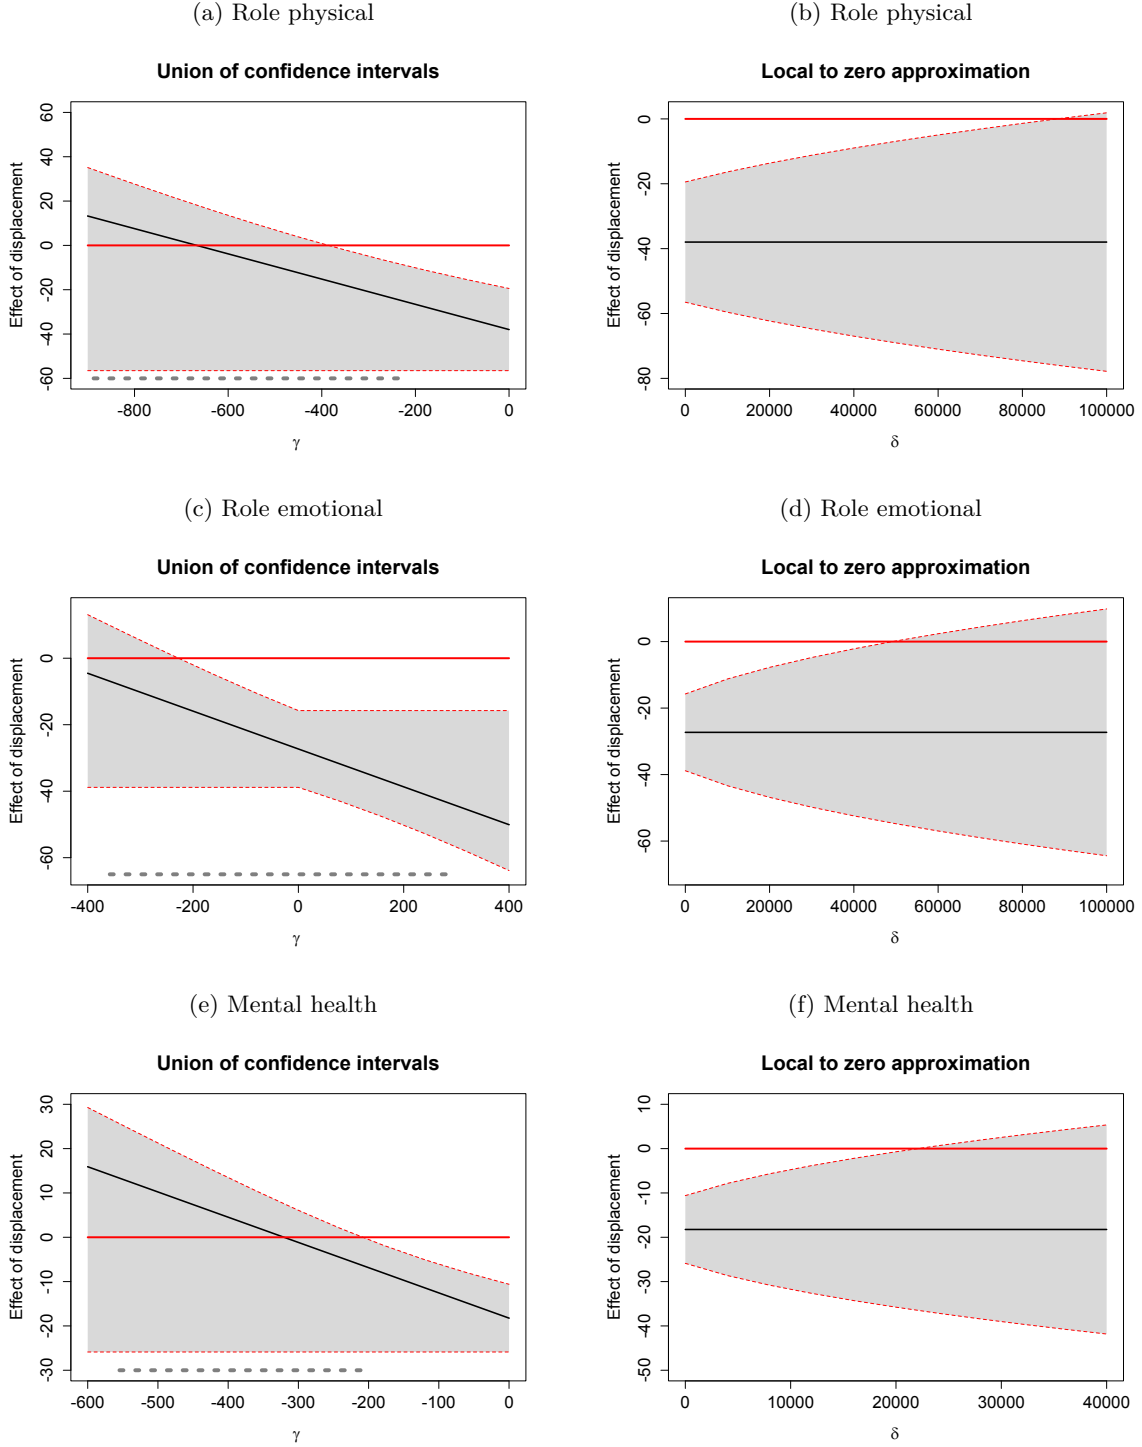 (a) Role physical
Union of confidence intervals
Effect of displacement
60
40
20
0
-20
-40
-60
-800 -600 -400 -200 0
γ
(b) Role physical
Local to zero approximation
Effect of displacement
0
-20
-40
-60
-80
0 20000 40000 60000 80000 100000
δ
(c) Role emotional
Union of confidence intervals
Effect of displacement
0
-20
-40
-60
-400 -200 0 200 400
γ
(d) Role emotional
Local to zero approximation
Effect of displacement
0
-20
-40
-60
0 20000 40000 60000 80000 100000
δ
(e) Mental health
Union of confidence intervals
Effect of displacement
30
20
10
0
-10
-20
-30
-600 -500 -400 -300 -200 -100 0
γ
(f) Mental health
Local to zero approximation
Effect of displacement
10
0
-10
-20
-30
-40
-50
0 10000 20000 30000 40000
δ